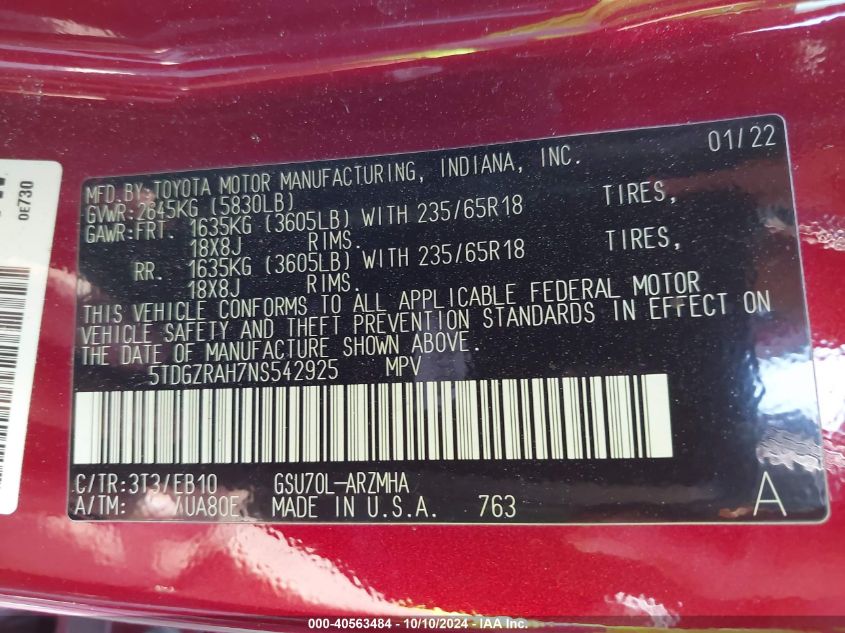 01/22
MFD.BY:TOYOTA MOTOR MANUFACTURING, INDIANA, INC.
GVWR:2645KG (5830LB)
GAWR:FRT. 1635KG (3605LB) WITH 235/65R18 TIRES,
18X8J RIMS.
RR. 1635KG (3605LB) WITH 235/65R18 TIRES,
18X8J RIMS.
THIS VEHICLE CONFORMS TO ALL APPLICABLE FEDERAL MOTOR
VEHICLE SAFETY AND THEFT PREVENTION STANDARDS IN EFFECT ON
THE DATE OF MANUFACTURE SHOWN ABOVE.
5TDGZRAH7NS542925 MPV
C/TR:3T3/EB10 GSU70L-ARZMHA
A/TM: /UA80E MADE IN U.S.A. 763 A
0E730
000-40563484 - 10/10/2024 - IAA Inc.